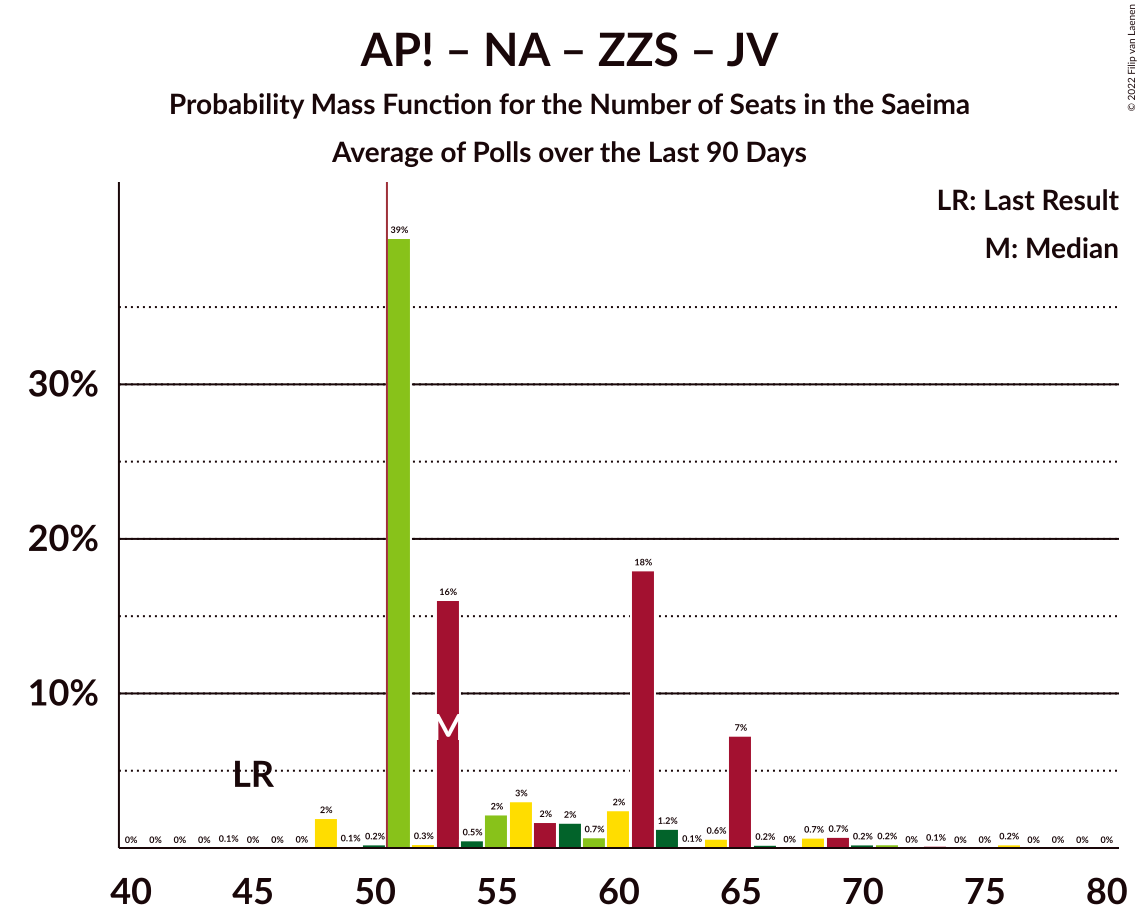 AP! – NA – ZZS – JV
Probability Mass Function for the Number of Seats in the Saeima
Average of Polls over the Last 90 Days
© 2022 Filip van Laenen
LR: Last Result
M: Median
39%
30%
18%
20%
16%
10%
7%
M
LR
0% 0% 0% 0% 0.1% 0% 0% 0% 2% 0.1% 0.2% 0.3% 0.5% 2% 3% 2% 2% 0.7% 2% 1.2% 0.1% 0.6% 0.2% 0% 0.7% 0.7% 0.2% 0.2% 0% 0.1% 0% 0% 0.2% 0% 0% 0% 0%
40 45 50 55 60 65 70 75 80